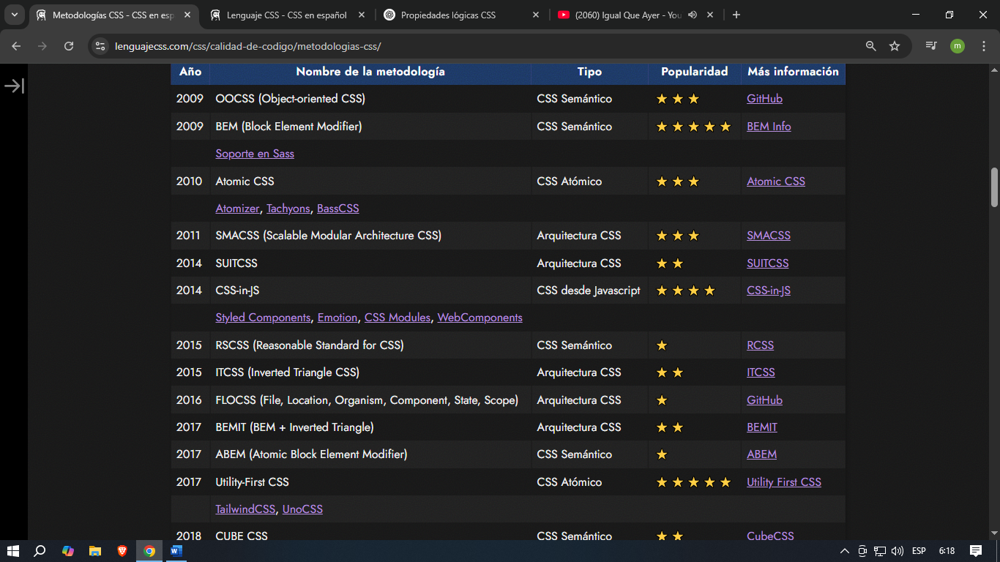 Metodologías CSS - CSS en esp
Lenguaje CSS - CSS en español
Propiedades lógicas CSS
(2060) Igual Que Ayer - You
lenguajecss.com/css/calidad-de-codigo/metodologias-css/
m
Año Nombre de la metodología Tipo Popularidad Más información
2009 OOCSS (Object-oriented CSS) CSS Semántico ★ ★ ★ GitHub
2009 BEM (Block Element Modifier) CSS Semántico ★ ★ ★ ★ ★ BEM Info
Soporte en Sass
2010 Atomic CSS CSS Atómico ★ ★ ★ Atomic CSS
Atomizer, Tachyons, BassCSS
2011 SMACSS (Scalable Modular Architecture CSS) Arquitectura CSS ★ ★ ★ SMACSS
2014 SUITCSS Arquitectura CSS ★ ★ SUITCSS
2014 CSS-in-JS CSS desde Javascript ★ ★ ★ ★ CSS-in-JS
Styled Components, Emotion, CSS Modules, WebComponents
2015 RSCSS (Reasonable Standard for CSS) CSS Semántico ★ RCSS
2015 ITCSS (Inverted Triangle CSS) Arquitectura CSS ★ ★ ITCSS
2016 FLOCSS (File, Location, Organism, Component, State, Scope) Arquitectura CSS ★ GitHub
2017 BEMIT (BEM + Inverted Triangle) Arquitectura CSS ★ ★ BEMIT
2017 ABEM (Atomic Block Element Modifier) CSS Semántico ★ ABEM
2017 Utility-First CSS CSS Atómico ★ ★ ★ ★ ★ Utility First CSS
TailwindCSS, UnoCSS
2018 CUBE CSS CSS Semántico ★ ★ CubeCSS
ESP 6:18